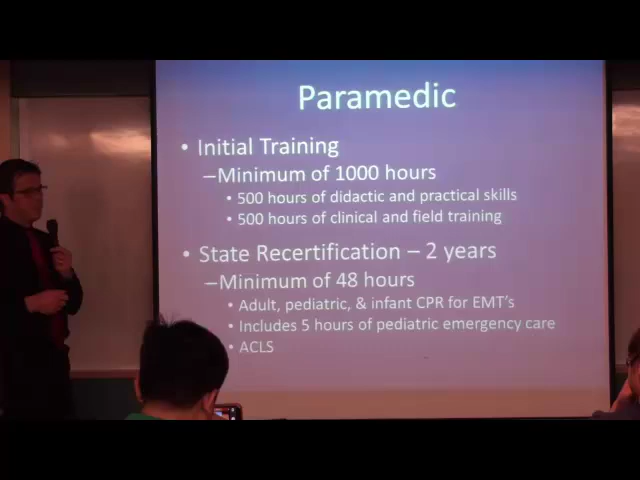 Paramedic
• Initial Training
–Minimum of 1000 hours
• 500 hours of didactic and practical skills
• 500 hours of clinical and field training
• State Recertification – 2 years
–Minimum of 48 hours
• Adult, pediatric, & infant CPR for EMT's
• Includes 5 hours of pediatric emergency care
• ACLS